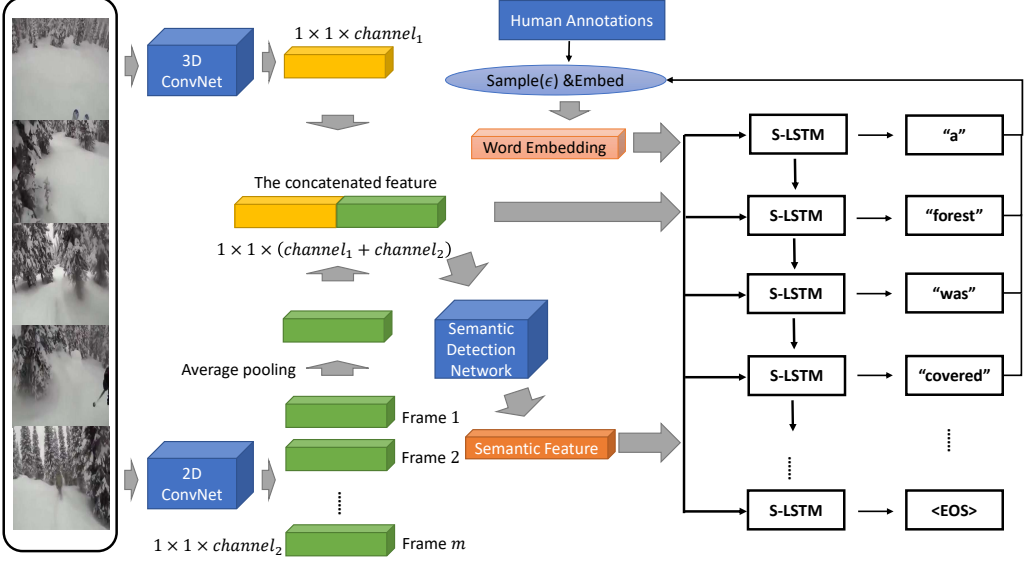 Human Annotations
1 × 1 × channel₁
3D
ConvNet
Sample(ϵ) &Embed
Word Embedding
S-LSTM
“a”
The concatenated feature
S-LSTM
“forest”
1 × 1 × (channel₁ + channel₂)
S-LSTM
“was”
Semantic
Detection
Network
Average pooling
S-LSTM
“covered”
Frame 1
Semantic Feature
Frame 2
2D
ConvNet
S-LSTM
<EOS>
1 × 1 × channel₂
Frame m